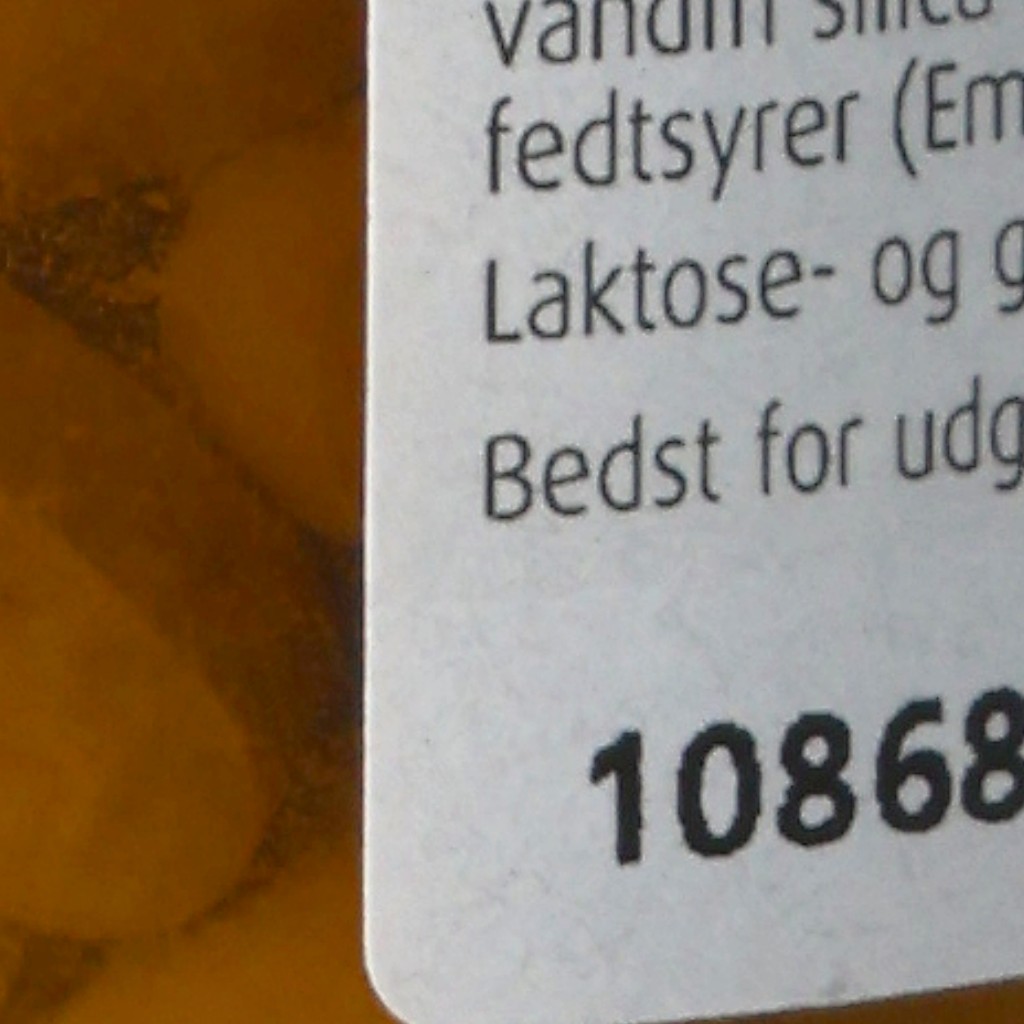 fedtsyrer (Em
Laktose- og g
Bedst for udg
10868